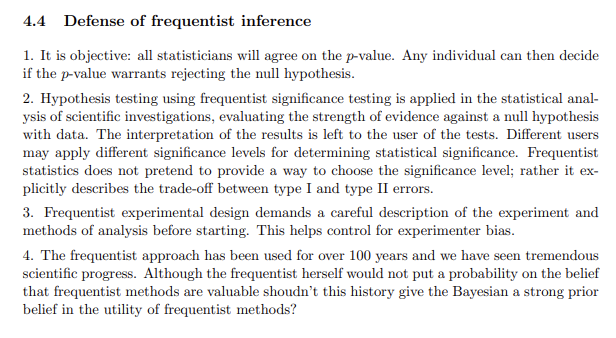 4.4 Defense of frequentist inference
1. It is objective: all statisticians will agree on the p-value. Any individual can then decide
if the p-value warrants rejecting the null hypothesis.
2. Hypothesis testing using frequentist significance testing is applied in the statistical anal-
ysis of scientific investigations, evaluating the strength of evidence against a null hypothesis
with data. The interpretation of the results is left to the user of the tests. Different users
may apply different significance levels for determining statistical significance. Frequentist
statistics does not pretend to provide a way to choose the significance level; rather it ex-
plicitly describes the trade-off between type I and type II errors.
3. Frequentist experimental design demands a careful description of the experiment and
methods of analysis before starting. This helps control for experimenter bias.
4. The frequentist approach has been used for over 100 years and we have seen tremendous
scientific progress. Although the frequentist herself would not put a probability on the belief
that frequentist methods are valuable shoudn't this history give the Bayesian a strong prior
belief in the utility of frequentist methods?